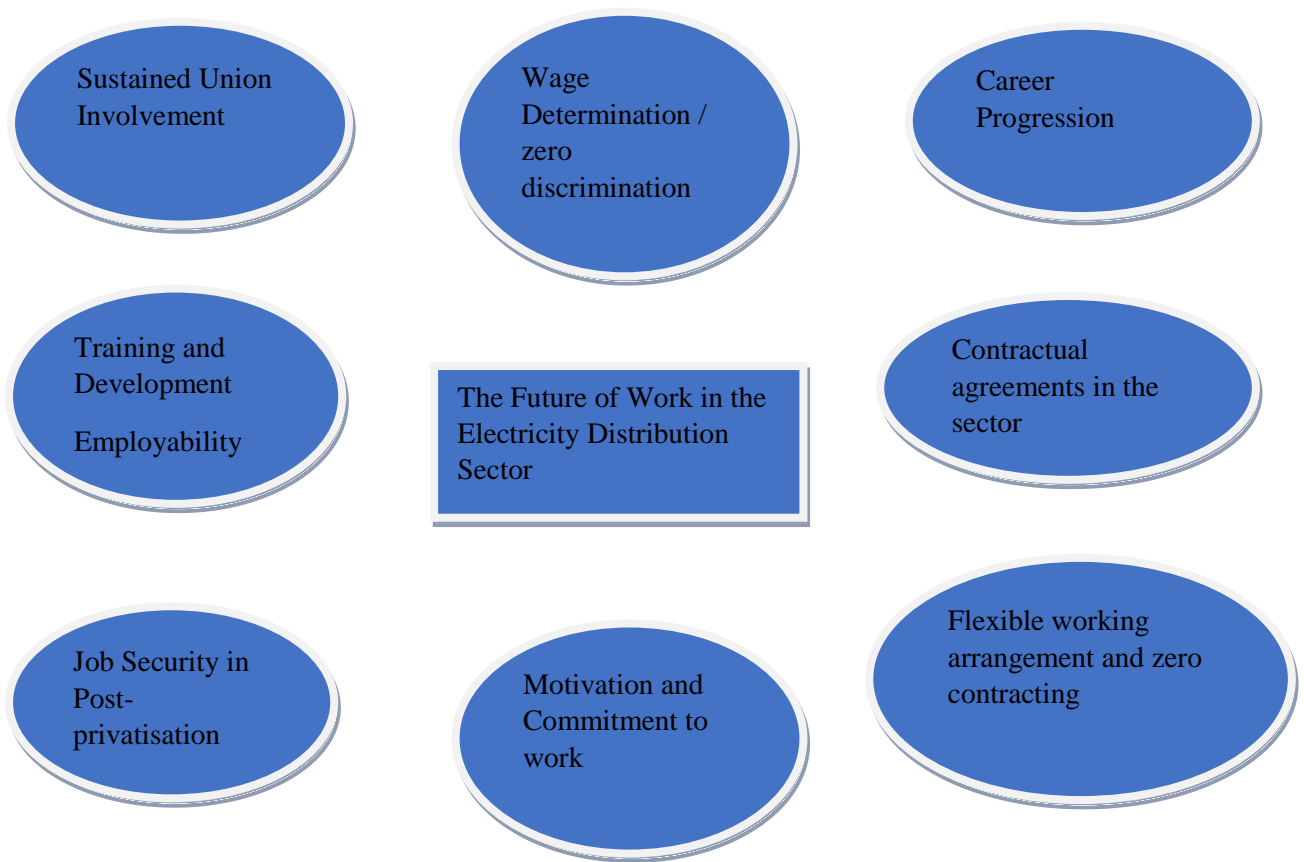 Sustained Union
Involvement
Wage
Determination /
zero
discrimination
Career
Progression
Training and
Development
Employability
The Future of Work in the
Electricity Distribution
Sector
Contractual
agreements in the
sector
Job Security in
Post-
privatisation
Motivation and
Commitment to
work
Flexible working
arrangement and zero
contracting